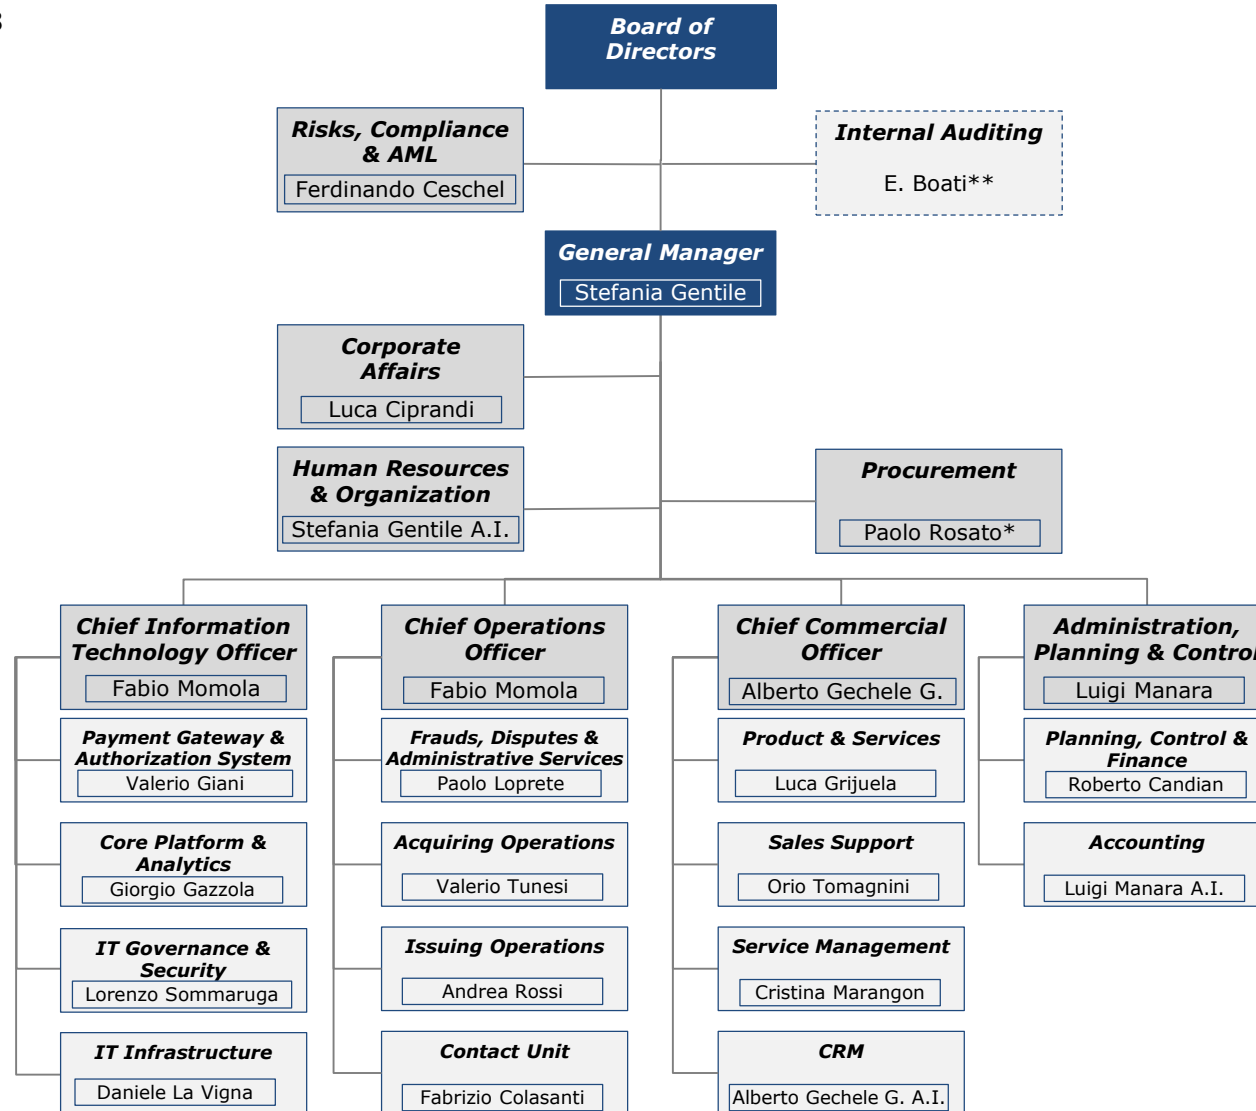 Board of
Directors
Risks, Compliance
& AML
Ferdinando Ceschel
Internal Auditing
E. Boati**
General Manager
Stefania Gentile
Corporate
Affairs
Luca Ciprandi
Human Resources
& Organization
Stefania Gentile A.I.
Procurement
Paolo Rosato*
Chief Information
Technology Officer
Fabio Momola
Payment Gateway &
Authorization System
Valerio Giani
Core Platform &
Analytics
Giorgio Gazzola
IT Governance &
Security
Lorenzo Sommaruga
IT Infrastructure
Daniele La Vigna
Chief Operations
Officer
Fabio Momola
Frauds, Disputes &
Administrative Services
Paolo Loprete
Acquiring Operations
Valerio Tunesi
Issuing Operations
Andrea Rossi
Contact Unit
Fabrizio Colasanti
Chief Commercial
Officer
Alberto Gechele G.
Product & Services
Luca Grijuela
Sales Support
Orio Tomagnini
Service Management
Cristina Marangon
CRM
Alberto Gechele G. A.I.
Administration,
Planning & Control
Luigi Manara
Planning, Control &
Finance
Roberto Candian
Accounting
Luigi Manara A.I.